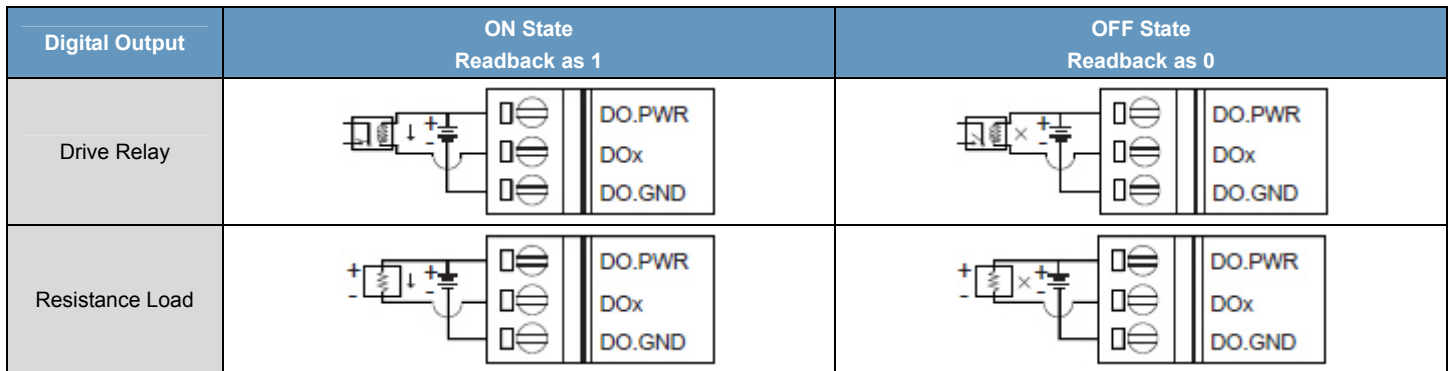 Digital Output
ON State
Readback as 1
OFF State
Readback as 0
Drive Relay
+
-
DO.PWR
DOx
DO.GND
+
-
DO.PWR
DOx
DO.GND
Resistance Load
+
-
+
-
DO.PWR
DOx
DO.GND
+
-
+
-
DO.PWR
DOx
DO.GND